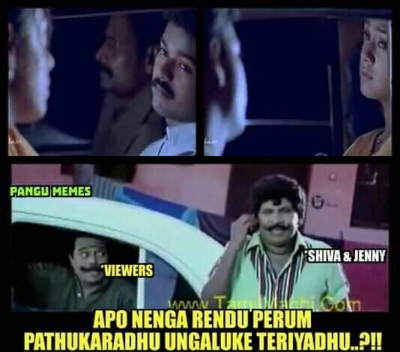 PANGU MEMES
*SHIVA & JENNY
*VIEWERS
www.TamilMachi.Com
APO NENGA RENDU PERUM
PATHUKARADHU UNGALUKE TERIYADHU..?!!